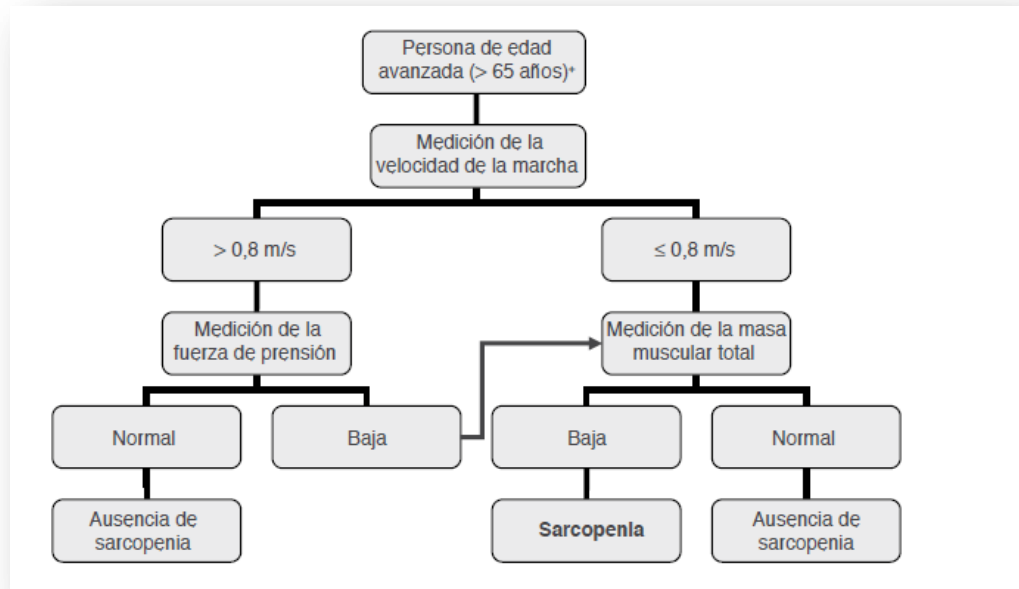 Persona de edad
avanzada (> 65 años)⁺
Medición de la
velocidad de la marcha
> 0,8 m/s
≤ 0,8 m/s
Medición de la
fuerza de prensión
Medición de la masa
muscular total
Normal
Baja
Baja
Normal
Ausencia de
sarcopenia
Sarcopenia
Ausencia de
sarcopenia